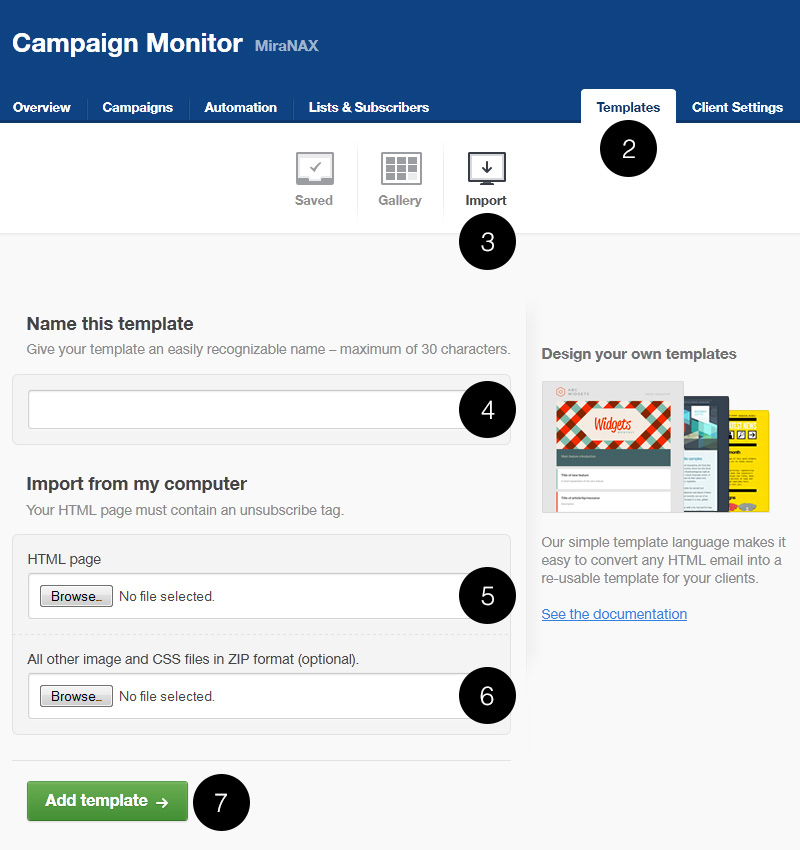 Campaign Monitor MiraNAX
Overview Campaigns Automation Lists & Subscribers Templates Client Settings
2
Saved Gallery Import
3
Name this template
Give your template an easily recognizable name – maximum of 30 characters.
4
Import from my computer
Your HTML page must contain an unsubscribe tag.
HTML page
Browse_ No file selected.
5
All other image and CSS files in ZIP format (optional).
Browse_ No file selected.
6
Add template →
7
Design your own templates
ABC
WIDGETS
Widgets
Our simple template language makes it
easy to convert any HTML email into a
re-usable template for your clients.
See the documentation